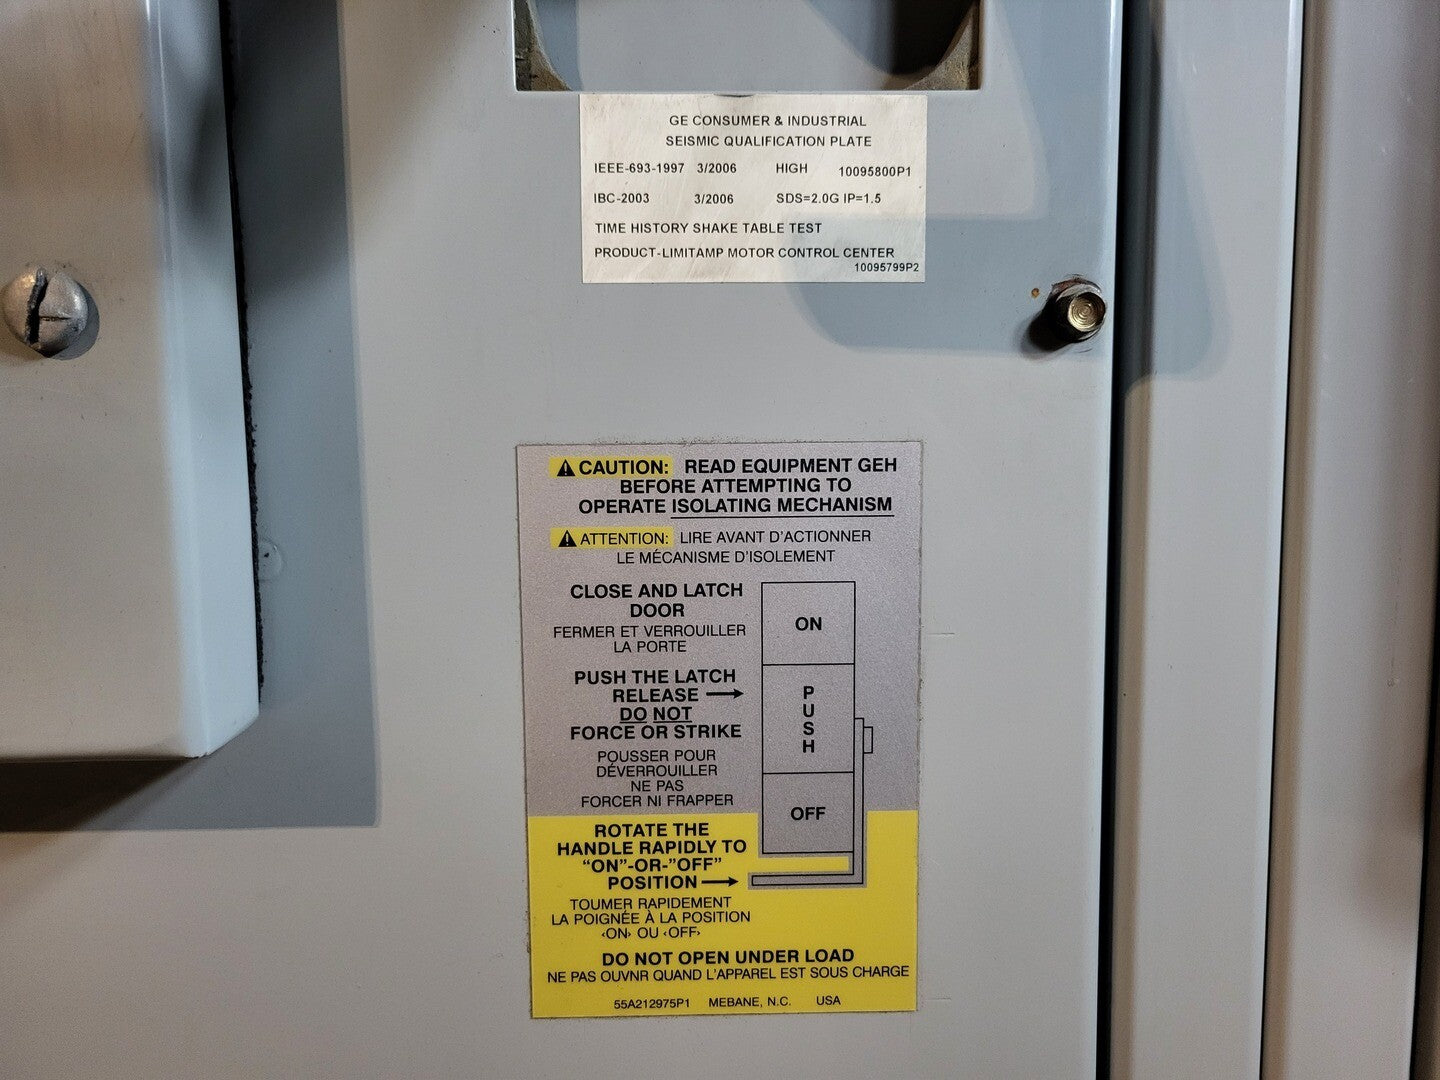 GE CONSUMER & INDUSTRIAL
SEISMIC QUALIFICATION PLATE
IEEE-693-1997 3/2006 HIGH 10095800P1
IBC-2003 3/2006 SDS=2.0G IP=1.5
TIME HISTORY SHAKE TABLE TEST
PRODUCT-LIMITAMP MOTOR CONTROL CENTER
10095799P2
CAUTION: READ EQUIPMENT GEH
BEFORE ATTEMPTING TO
OPERATE ISOLATING MECHANISM
ATTENTION: LIRE AVANT D'ACTIONNER
LE MÉCANISME D'ISOLEMENT
CLOSE AND LATCH
DOOR
FERMER ET VERROUILLER
LA PORTE
PUSH THE LATCH
RELEASE
DO NOT
FORCE OR STRIKE
POUSSER POUR
DÉVERROUILLER
NE PAS
FORCER NI FRAPPER
ON
P
U
S
H
OFF
ROTATE THE
HANDLE RAPIDLY TO
"ON"-OR-"OFF"
POSITION
TOUMER RAPIDEMENT
LA POIGNÉE À LA POSITION
‹ON› OU ‹OFF›
DO NOT OPEN UNDER LOAD
NE PAS OUVNR QUAND L'APPAREL EST SOUS CHARGE
55A212975P1 MEBANE, N.C. USA